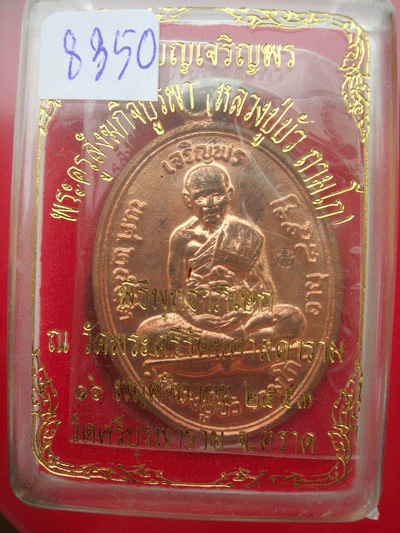 8350
เจริญพร
พระครูสังฆกิจบูรพา (หลวงปู่บัว ถามโก)
เจริญพร
พิธีพุทธาภิเษก
ณ วัดพระศรีรัตนศาสดาราม
๑๖ พฤศจิกายน ๒๕๕๓
วัดศรีบูรพาราม จ.ตราด